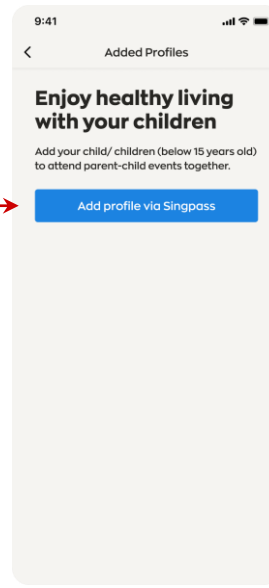 9:41
Added Profiles
Enjoy healthy living
with your children
Add your child/ children (below 15 years old)
to attend parent-child events together.
Add profile via Singpass